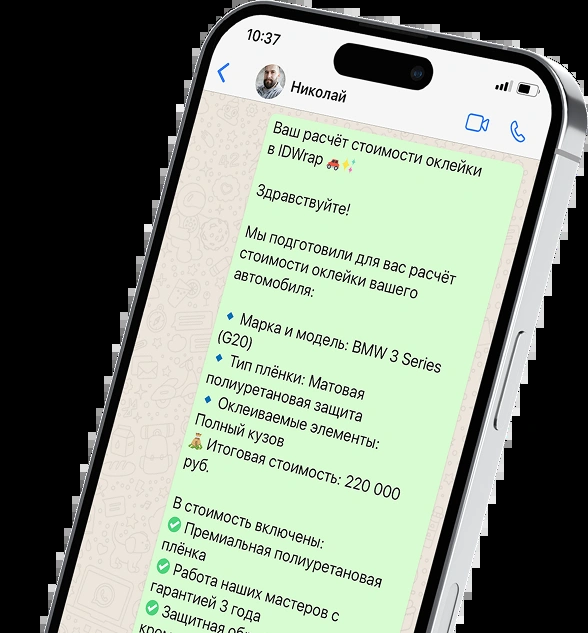 10:37
Николай
Ваш расчёт стоимости оклейки
в IDWrap 🚗✨
Здравствуйте!
Мы подготовили для вас расчёт
стоимости оклейки вашего
автомобиля:
🔹 Марка и модель: BMW 3 Series
(G20)
🔹 Тип плёнки: Матовая
полиуретановая защита
🔹 Оклеиваемые элементы:
Полный кузов
💰 Итоговая стоимость: 220 000
руб.
В стоимость включены:
✅ Премиальная полиуретановая
плёнка
✅ Работа наших мастеров с
гарантией 3 года
✅ Защитная